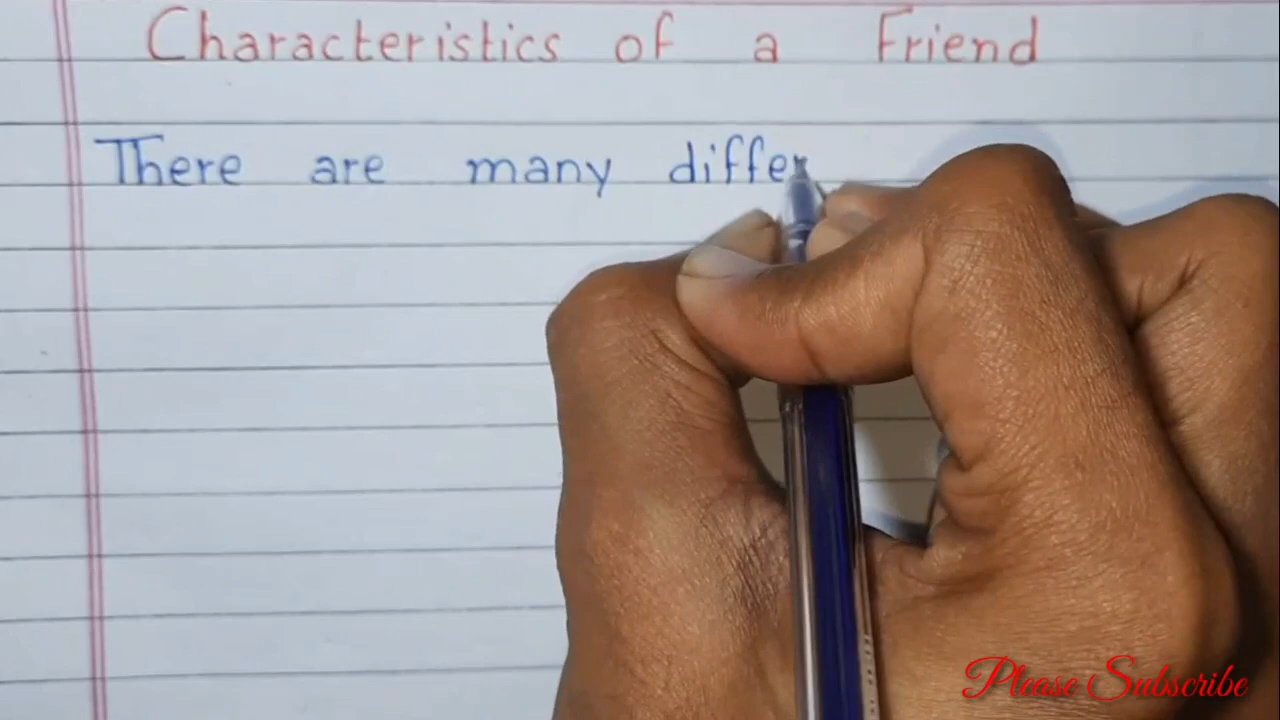 Characteristics of a Friend
There are many differ
Please Subscribe